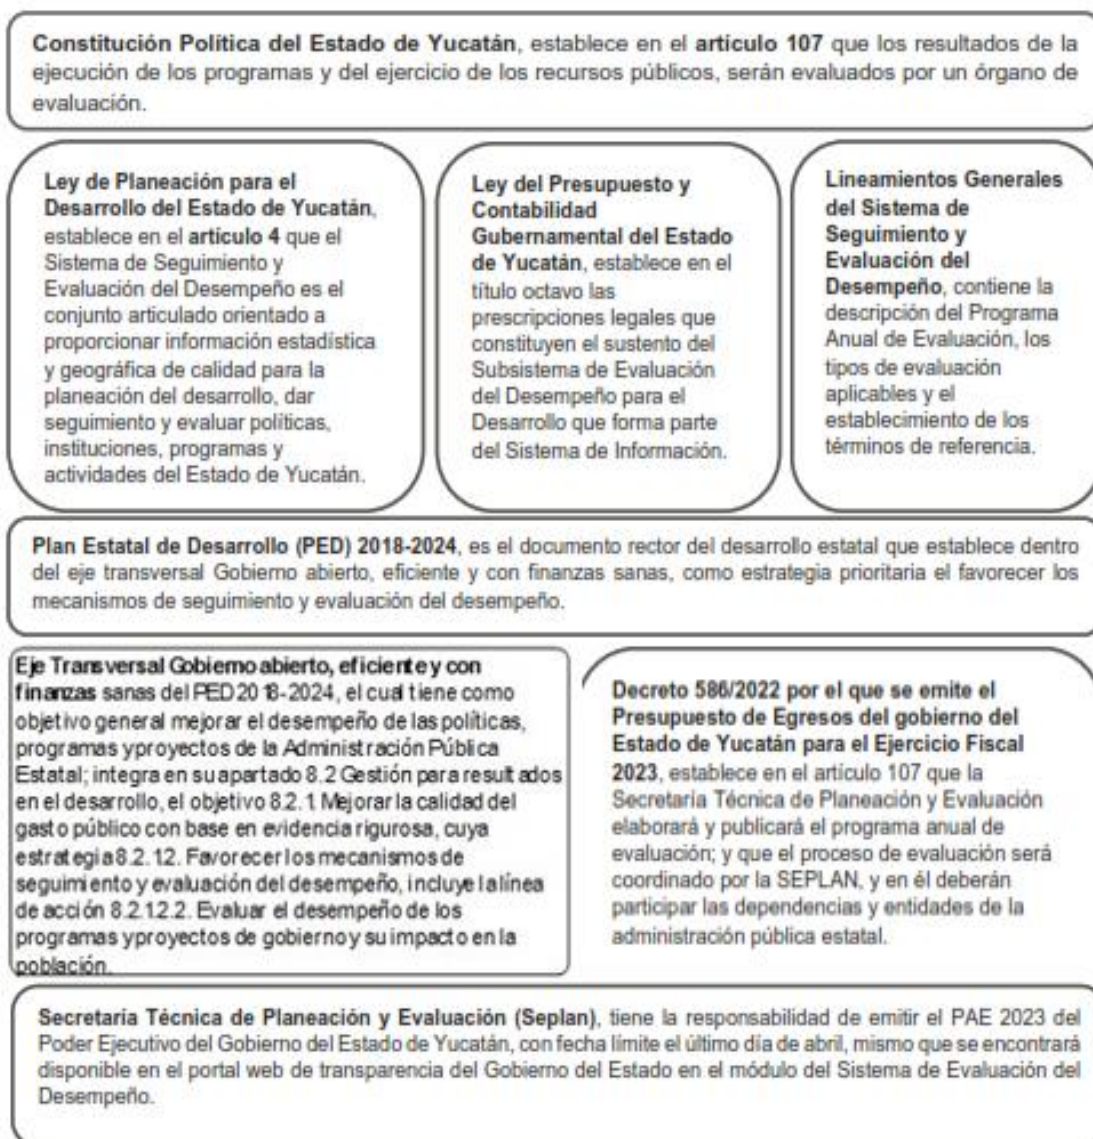 Constitución Política del Estado de Yucatán, establece en el artículo 107 que los resultados de la
ejecución de los programas y del ejercicio de los recursos públicos, serán evaluados por un órgano de
evaluación.
Ley de Planeación para el
Desarrollo del Estado de Yucatán,
establece en el artículo 4 que el
Sistema de Seguimiento y
Evaluación del Desempeño es el
conjunto articulado orientado a
proporcionar información estadística
y geográfica de calidad para la
planeación del desarrollo, dar
seguimiento y evaluar políticas,
instituciones, programas y
actividades del Estado de Yucatán.
Ley del Presupuesto y
Contabilidad
Gubernamental del Estado
de Yucatán, establece en el
título octavo las
prescripciones legales que
constituyen el sustento del
Subsistema de Evaluación
del Desempeño para el
Desarrollo que forma parte
del Sistema de Información.
Lineamientos Generales
del Sistema de
Seguimiento y
Evaluación del
Desempeño, contiene la
descripción del Programa
Anual de Evaluación, los
tipos de evaluación
aplicables y el
establecimiento de los
términos de referencia.
Plan Estatal de Desarrollo (PED) 2018-2024, es el documento rector del desarrollo estatal que establece dentro
del eje transversal Gobierno abierto, eficiente y con finanzas sanas, como estrategia prioritaria el favorecer los
mecanismos de seguimiento y evaluación del desempeño.
Eje Transversal Gobierno abierto, eficiente y con
finanzas sanas del PED 2018-2024, el cual tiene como
objetivo general mejorar el desempeño de las políticas,
programas y proyectos de la Administración Pública
Estatal; integra en su apartado 8.2 Gestión para resultados
en el desarrollo, el objetivo 8.2.1. Mejorar la calidad del
gasto público con base en evidencia rigurosa, cuya
estrategia 8.2.1.2. Favorecer los mecanismos de
seguimiento y evaluación del desempeño, incluye la línea
de acción 8.2.1.2.2. Evaluar el desempeño de los
programas y proyectos de gobierno y su impacto en la
población.
Decreto 586/2022 por el que se emite el
Presupuesto de Egresos del gobierno del
Estado de Yucatán para el Ejercicio Fiscal
2023, establece en el artículo 107 que la
Secretaría Técnica de Planeación y Evaluación
elaborará y publicará el programa anual de
evaluación; y que el proceso de evaluación será
coordinado por la SEPLAN, y en él deberán
participar las dependencias y entidades de la
administración pública estatal.
Secretaría Técnica de Planeación y Evaluación (Seplan), tiene la responsabilidad de emitir el PAE 2023 del
Poder Ejecutivo del Gobierno del Estado de Yucatán, con fecha límite el último día de abril, mismo que se encontrará
disponible en el portal web de transparencia del Gobierno del Estado en el módulo del Sistema de Evaluación del
Desempeño.